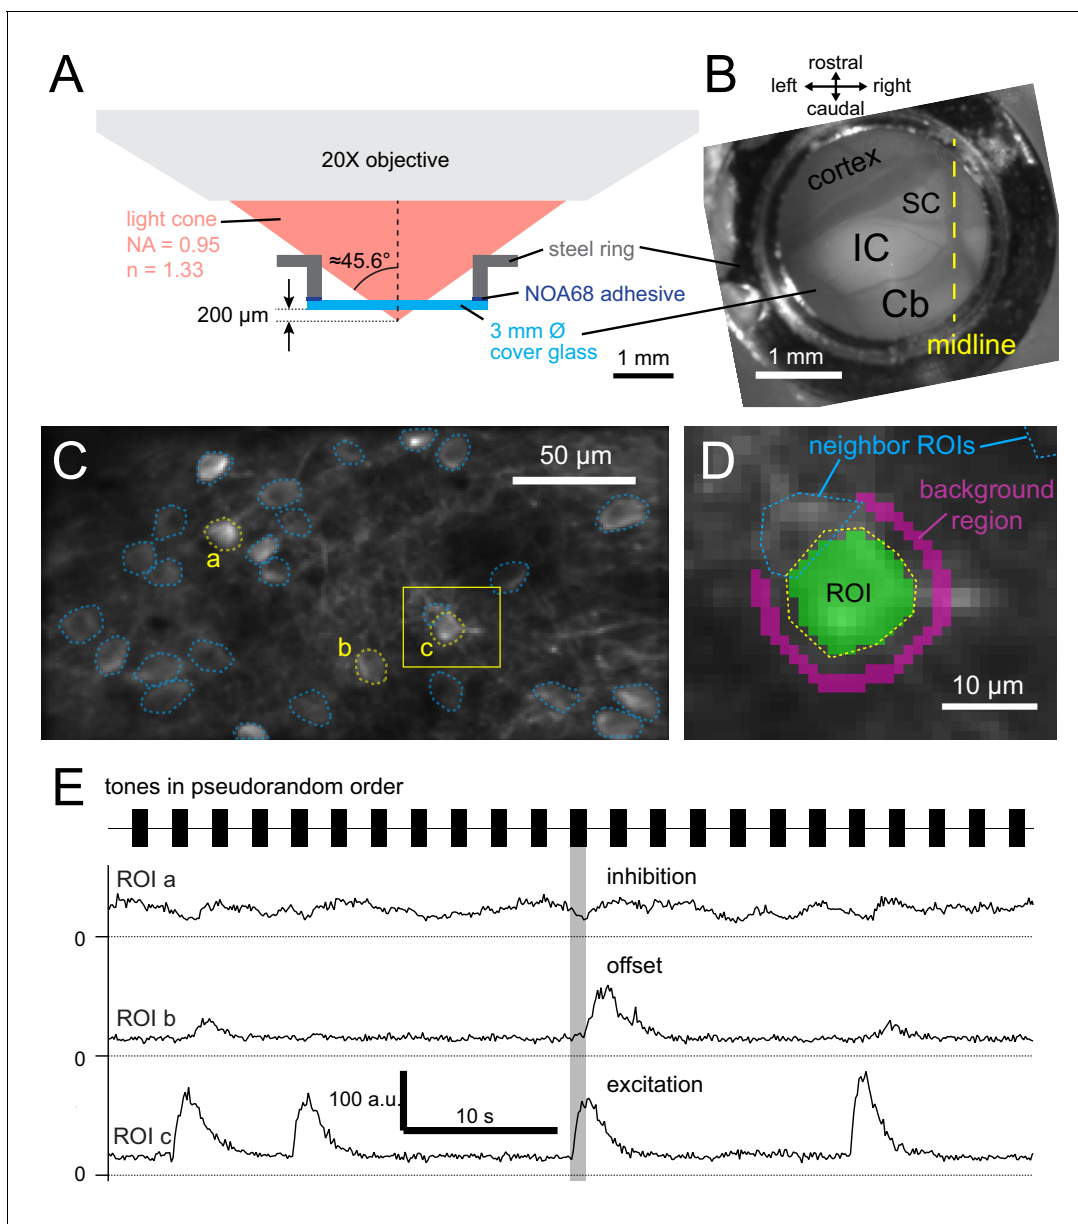 A
20X objective
light cone
NA = 0.95
n = 1.33
≈45.6°
steel ring
NOA68 adhesive
200 µm
3 mm Ø
cover glass
1 mm
B
rostral
left right
caudal
cortex
SC
IC
Cb
midline
1 mm
C
50 µm
a
b
c
D
neighbor ROIs
background
region
ROI
10 µm
E
tones in pseudorandom order
ROI a
inhibition
0
offset
ROI b
0
excitation
100 a.u.
10 s
ROI c
0